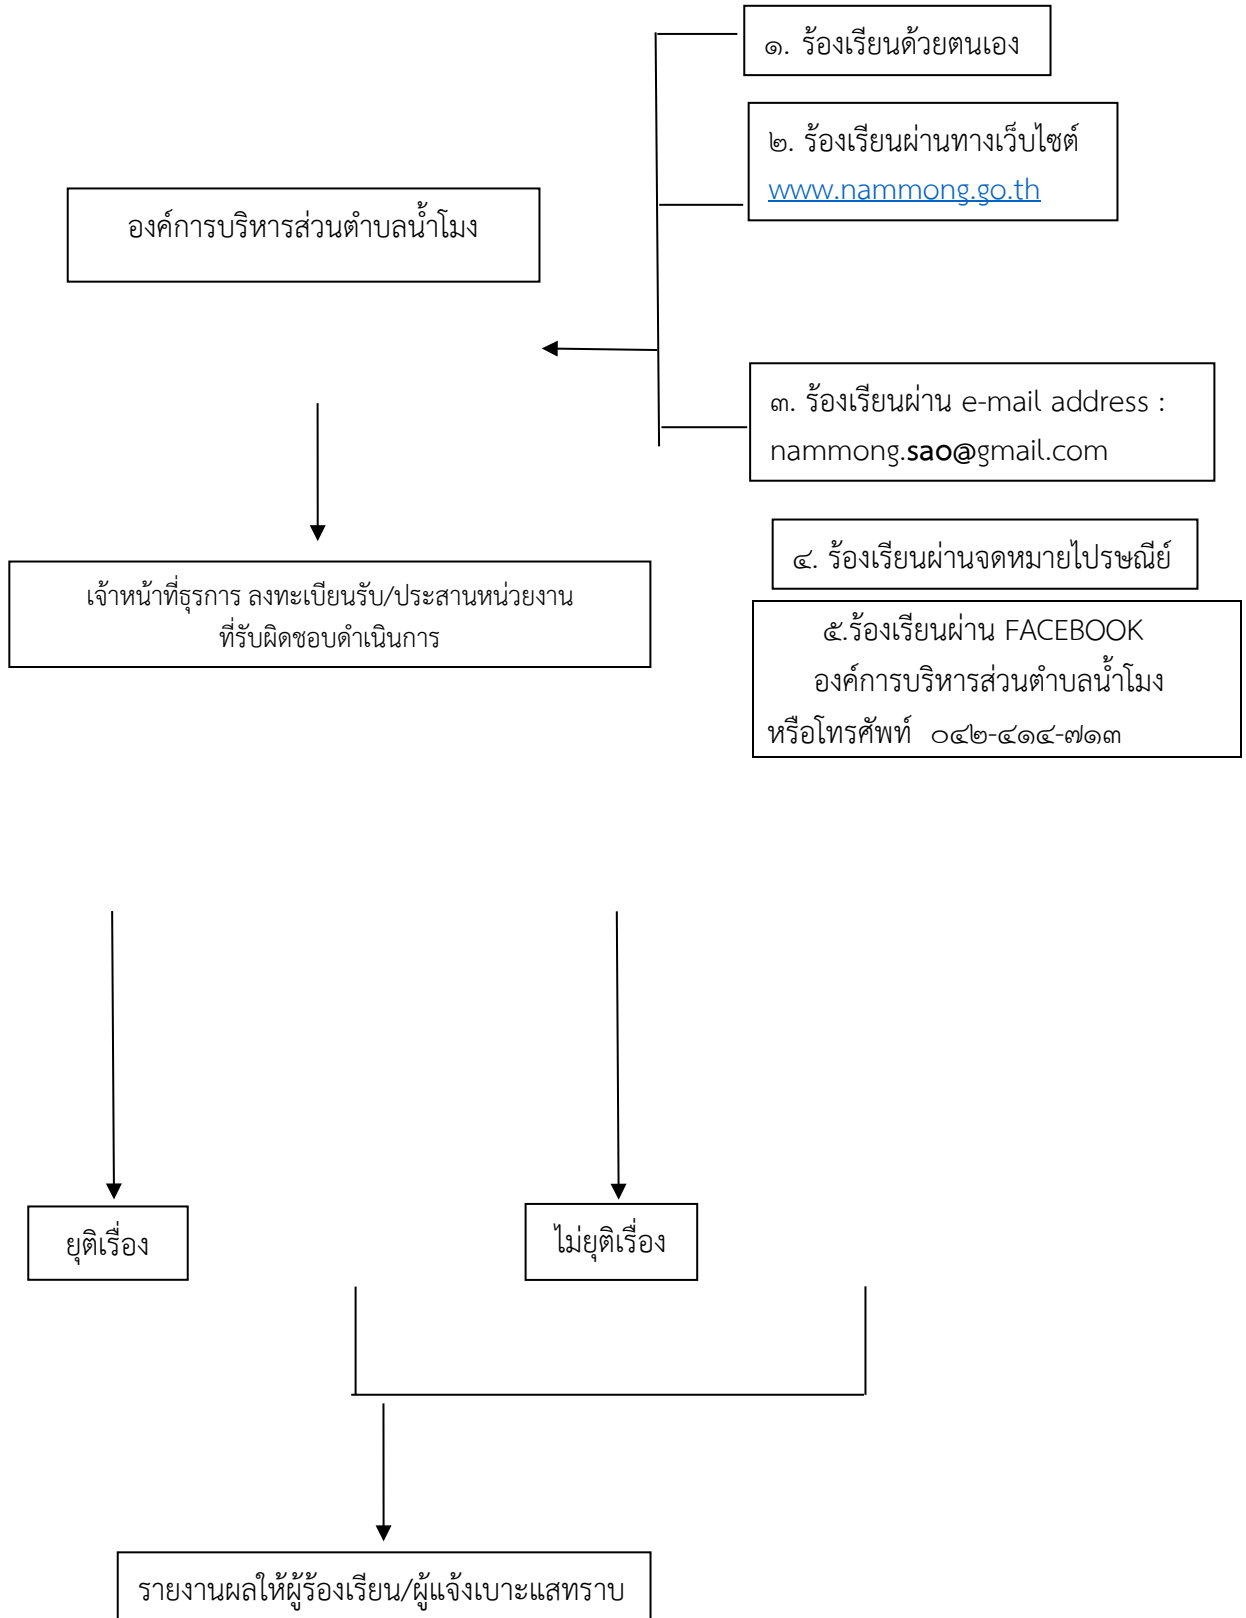 ๑. ร้องเรียนด้วยตนเอง
๒. ร้องเรียนผ่านทางเว็บไซต์
www.nammong.go.th
องค์การบริหารส่วนตำบลน้ำโมง
๓. ร้องเรียนผ่าน e-mail address :
nammong.sao@gmail.com
๔. ร้องเรียนผ่านจดหมายไปรษณีย์
เจ้าหน้าที่ธุรการ ลงทะเบียนรับ/ประสานหน่วยงาน
ที่รับผิดชอบดำเนินการ
๕.ร้องเรียนผ่าน FACEBOOK
องค์การบริหารส่วนตำบลน้ำโมง
หรือโทรศัพท์ ๐๔๒-๔๑๔-๗๑๓
ยุติเรื่อง
ไม่ยุติเรื่อง
รายงานผลให้ผู้ร้องเรียน/ผู้แจ้งเบาะแสทราบ